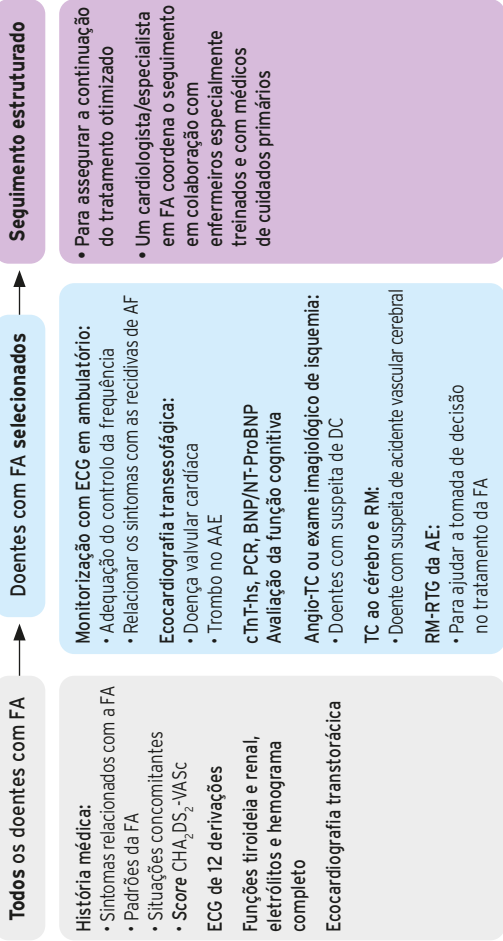 Todos os doentes com FA
História médica:
• Sintomas relacionados com a FA
• Padrões da FA
• Situações concomitantes
• Score CHA₂DS₂-VASc
ECG de 12 derivações
Funções tiroideia e renal,
eletrólitos e hemograma
completo
Ecocardiografia transtorácica
Doentes com FA selecionados
Monitorização com ECG em ambulatório:
• Adequação do controlo da frequência
• Relacionar os sintomas com as recidivas de AF
Ecocardiografia transesofágica:
• Doença valvular cardíaca
• Trombo no AAE
cTnT-hs, PCR, BNP/NT-ProBNP
Avaliação da função cognitiva
Angio-TC ou exame imagiológico de isquemia:
• Doentes com suspeita de DC
TC ao cérebro e RM:
• Doente com suspeita de acidente vascular cerebral
RM-RTG da AE:
• Para ajudar a tomada de decisão
no tratamento da FA
Seguimento estruturado
• Para assegurar a continuação
do tratamento otimizado
• Um cardiologista/especialista
em FA coordena o seguimento
em colaboração com
enfermeiros especialmente
treinados e com médicos
de cuidados primários